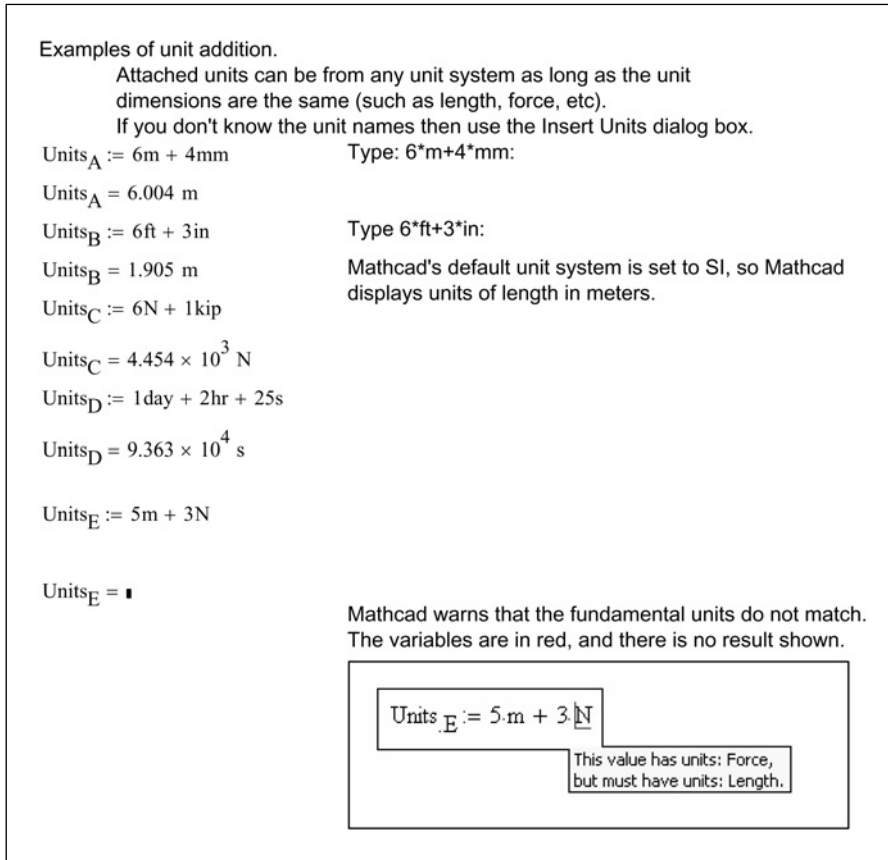 Examples of unit addition.
Attached units can be from any unit system as long as the unit
dimensions are the same (such as length, force, etc).
If you don't know the unit names then use the Insert Units dialog box.
Units_A := 6m + 4mm Type: 6*m+4*mm:
Units_A = 6.004 m
Units_B := 6ft + 3in Type 6*ft+3*in:
Units_B = 1.905 m Mathcad's default unit system is set to SI, so Mathcad
displays units of length in meters.
Units_C := 6N + 1kip
Units_C = 4.454 × 10^3 N
Units_D := 1day + 2hr + 25s
Units_D = 9.363 × 10^4 s
Units_E := 5m + 3N
Units_E = ▮
Mathcad warns that the fundamental units do not match.
The variables are in red, and there is no result shown.
Units_E := 5·m + 3·N
This value has units: Force,
but must have units: Length.